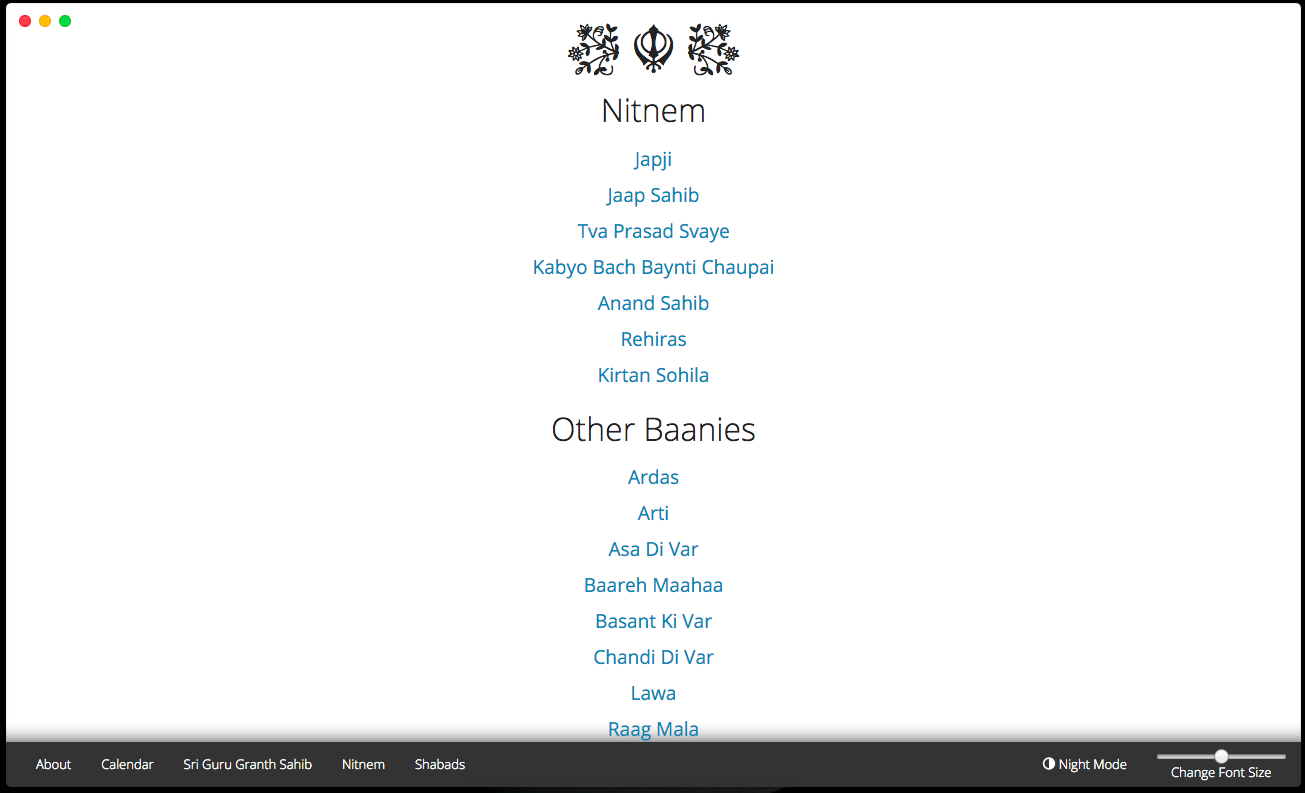 Nitnem
Japji
Jaap Sahib
Tva Prasad Svaye
Kabyo Bach Baynti Chaupai
Anand Sahib
Rehiras
Kirtan Sohila
Other Baanies
Ardas
Arti
Asa Di Var
Baareh Maahaa
Basant Ki Var
Chandi Di Var
Lawa
Raag Mala
About Calendar Sri Guru Granth Sahib Nitnem Shabads Night Mode
Change Font Size